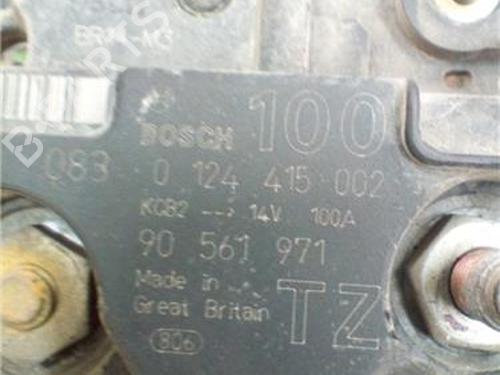 BOSCH 100
083 0 124 415 002
KCB2 --> 14V 100A
90 561 971
Made in
Great Britain TZ
806